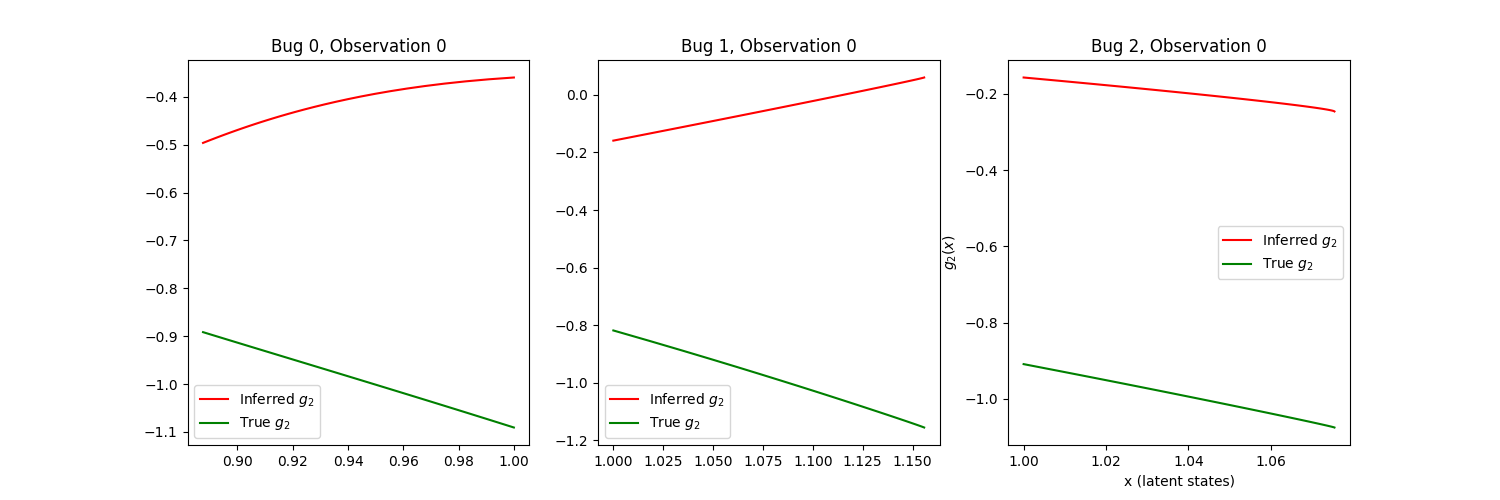 Bug 0, Observation 0
−0.4
−0.5
−0.6
−0.7
−0.8
−0.9
−1.0
−1.1
0.90 0.92 0.94 0.96 0.98 1.00
Inferred g₂
True g₂
Bug 1, Observation 0
0.0
−0.2
−0.4
−0.6
−0.8
−1.0
−1.2
1.000 1.025 1.050 1.075 1.100 1.125 1.150
Inferred g₂
True g₂
Bug 2, Observation 0
g₂(x)
−0.2
−0.4
−0.6
−0.8
−1.0
1.00 1.02 1.04 1.06
x (latent states)
Inferred g₂
True g₂